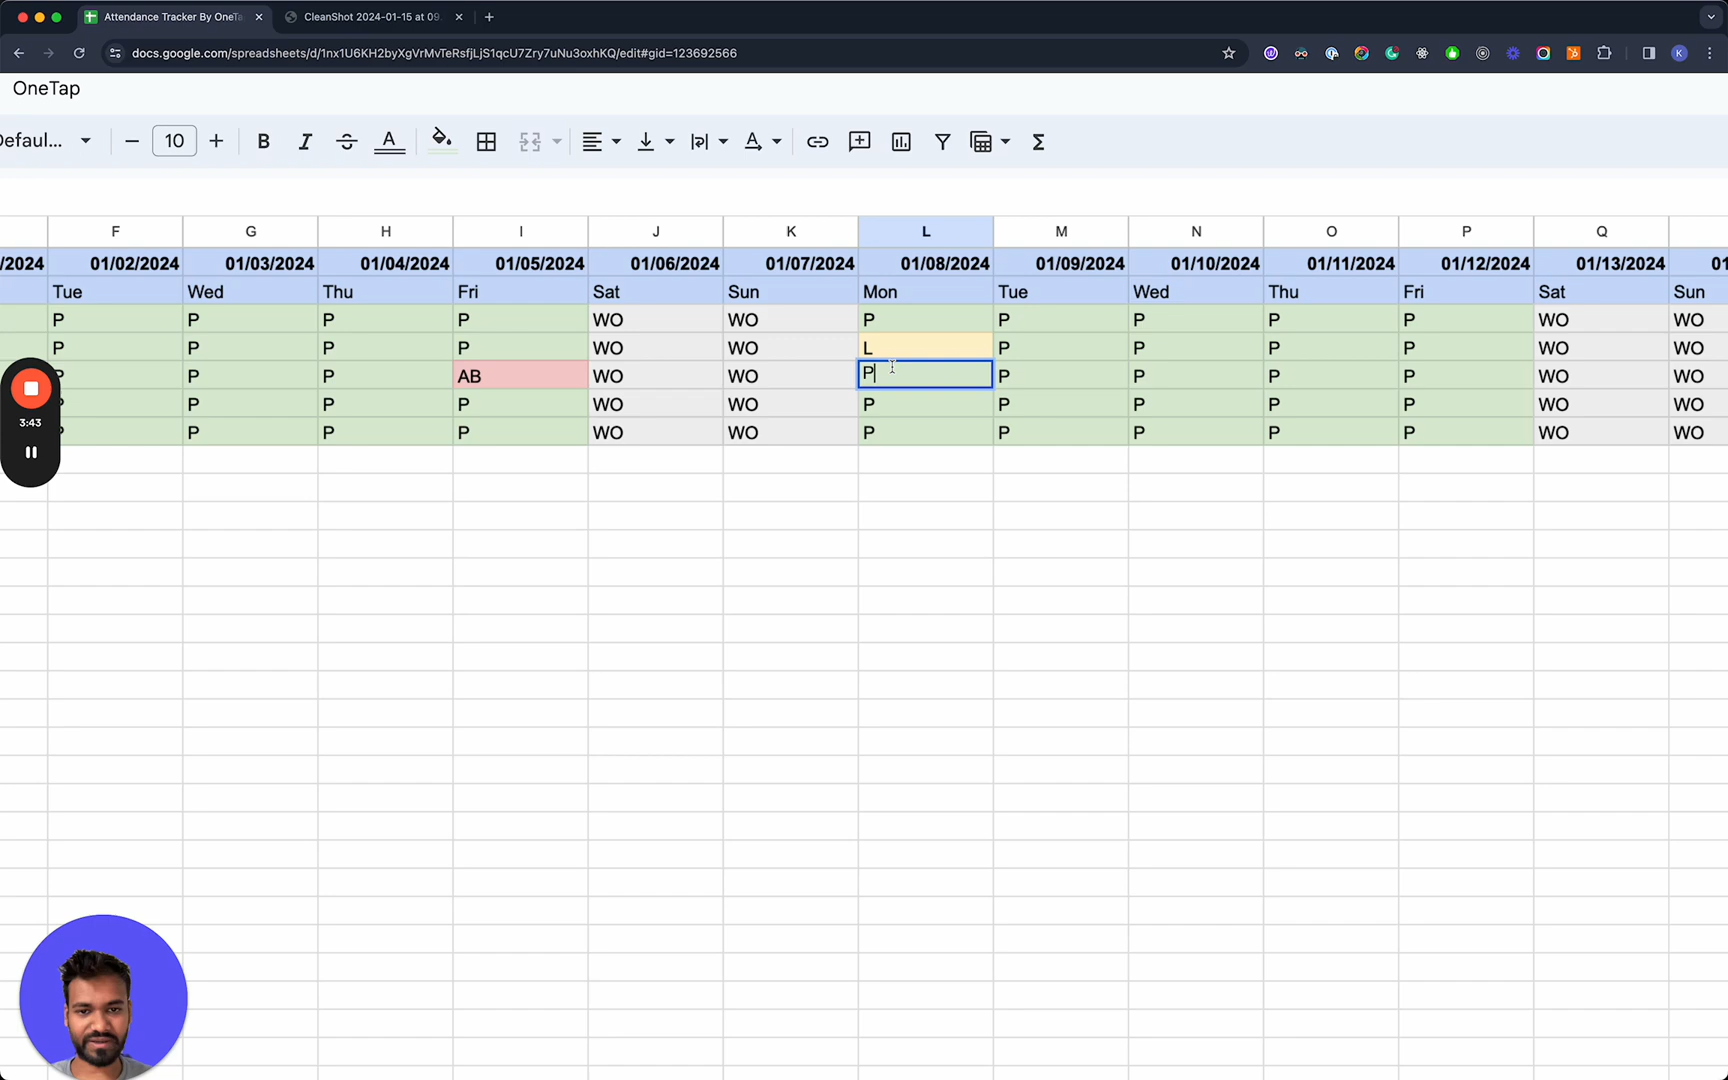 Attendance Tracker By OneTa
CleanShot 2024-01-15 at 09.
docs.google.com/spreadsheets/d/1nx1U6KH2byXgVrMvTeRsfjLjS1qcU7Zry7uNu3oxhKQ/edit#gid=123692566
K
OneTap
Defaul... 10 B I S A A Σ
F G H I J K L M N O P Q
/2024 01/02/2024 01/03/2024 01/04/2024 01/05/2024 01/06/2024 01/07/2024 01/08/2024 01/09/2024 01/10/2024 01/11/2024 01/12/2024 01/13/2024 01
Tue Wed Thu Fri Sat Sun Mon Tue Wed Thu Fri Sat Sun
P P P P WO WO P P P P P WO WO
P P P P WO WO L P P P P WO WO
P P P AB WO WO P P P P P WO WO
P P P P WO WO P P P P P WO WO
P P P P WO WO P P P P P WO WO
3:43